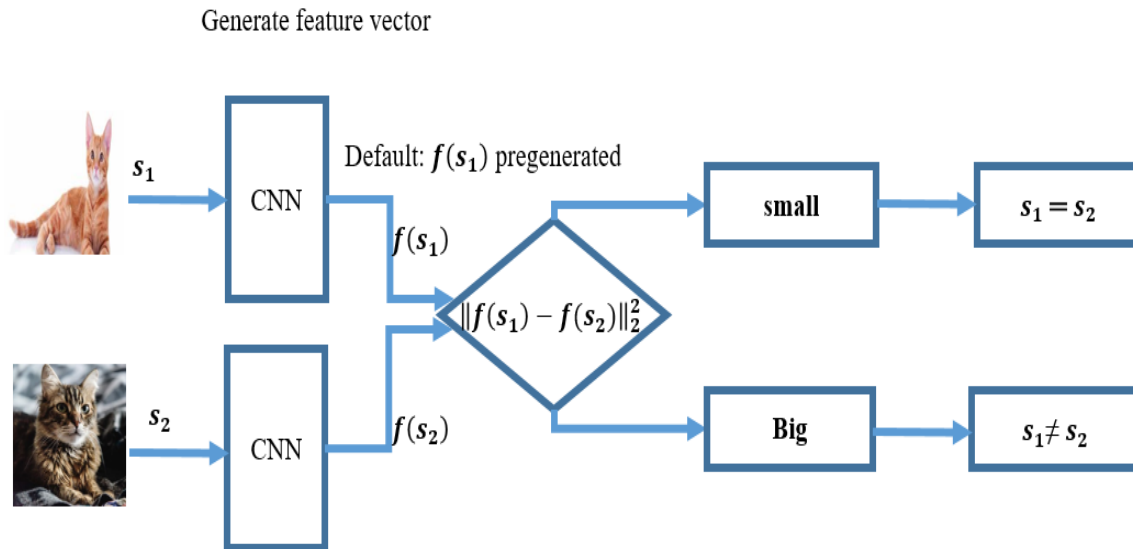 Generate feature vector
s₁
CNN
Default: f(s₁) pregenerated
f(s₁)
small
s₁ = s₂
‖f(s₁) − f(s₂)‖₂²
s₂
CNN
f(s₂)
Big
s₁≠ s₂